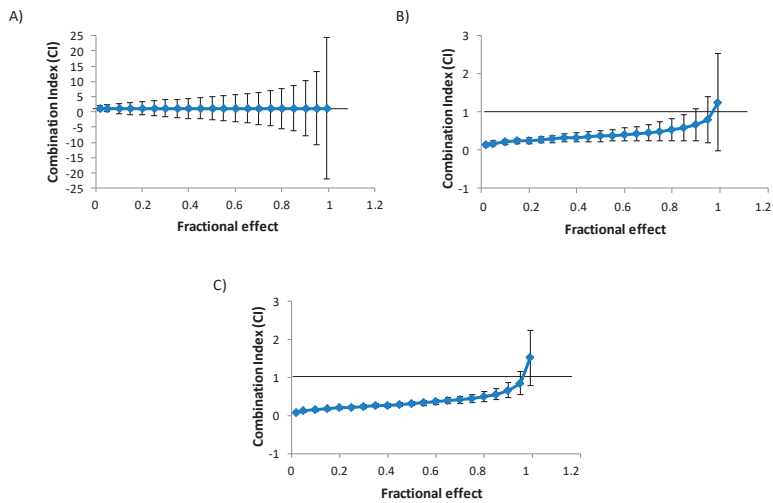 A)
Combination Index (CI)
25
20
15
10
5
0
-5
-10
-15
-20
-25
0 0.2 0.4 0.6 0.8 1 1.2
Fractional effect
B)
Combination Index (CI)
3
2
1
0
-1
0 0.2 0.4 0.6 0.8 1 1.2
Fractional effect
C)
Combination Index (CI)
3
2
1
0
-1
0 0.2 0.4 0.6 0.8 1 1.2
Fractional effect